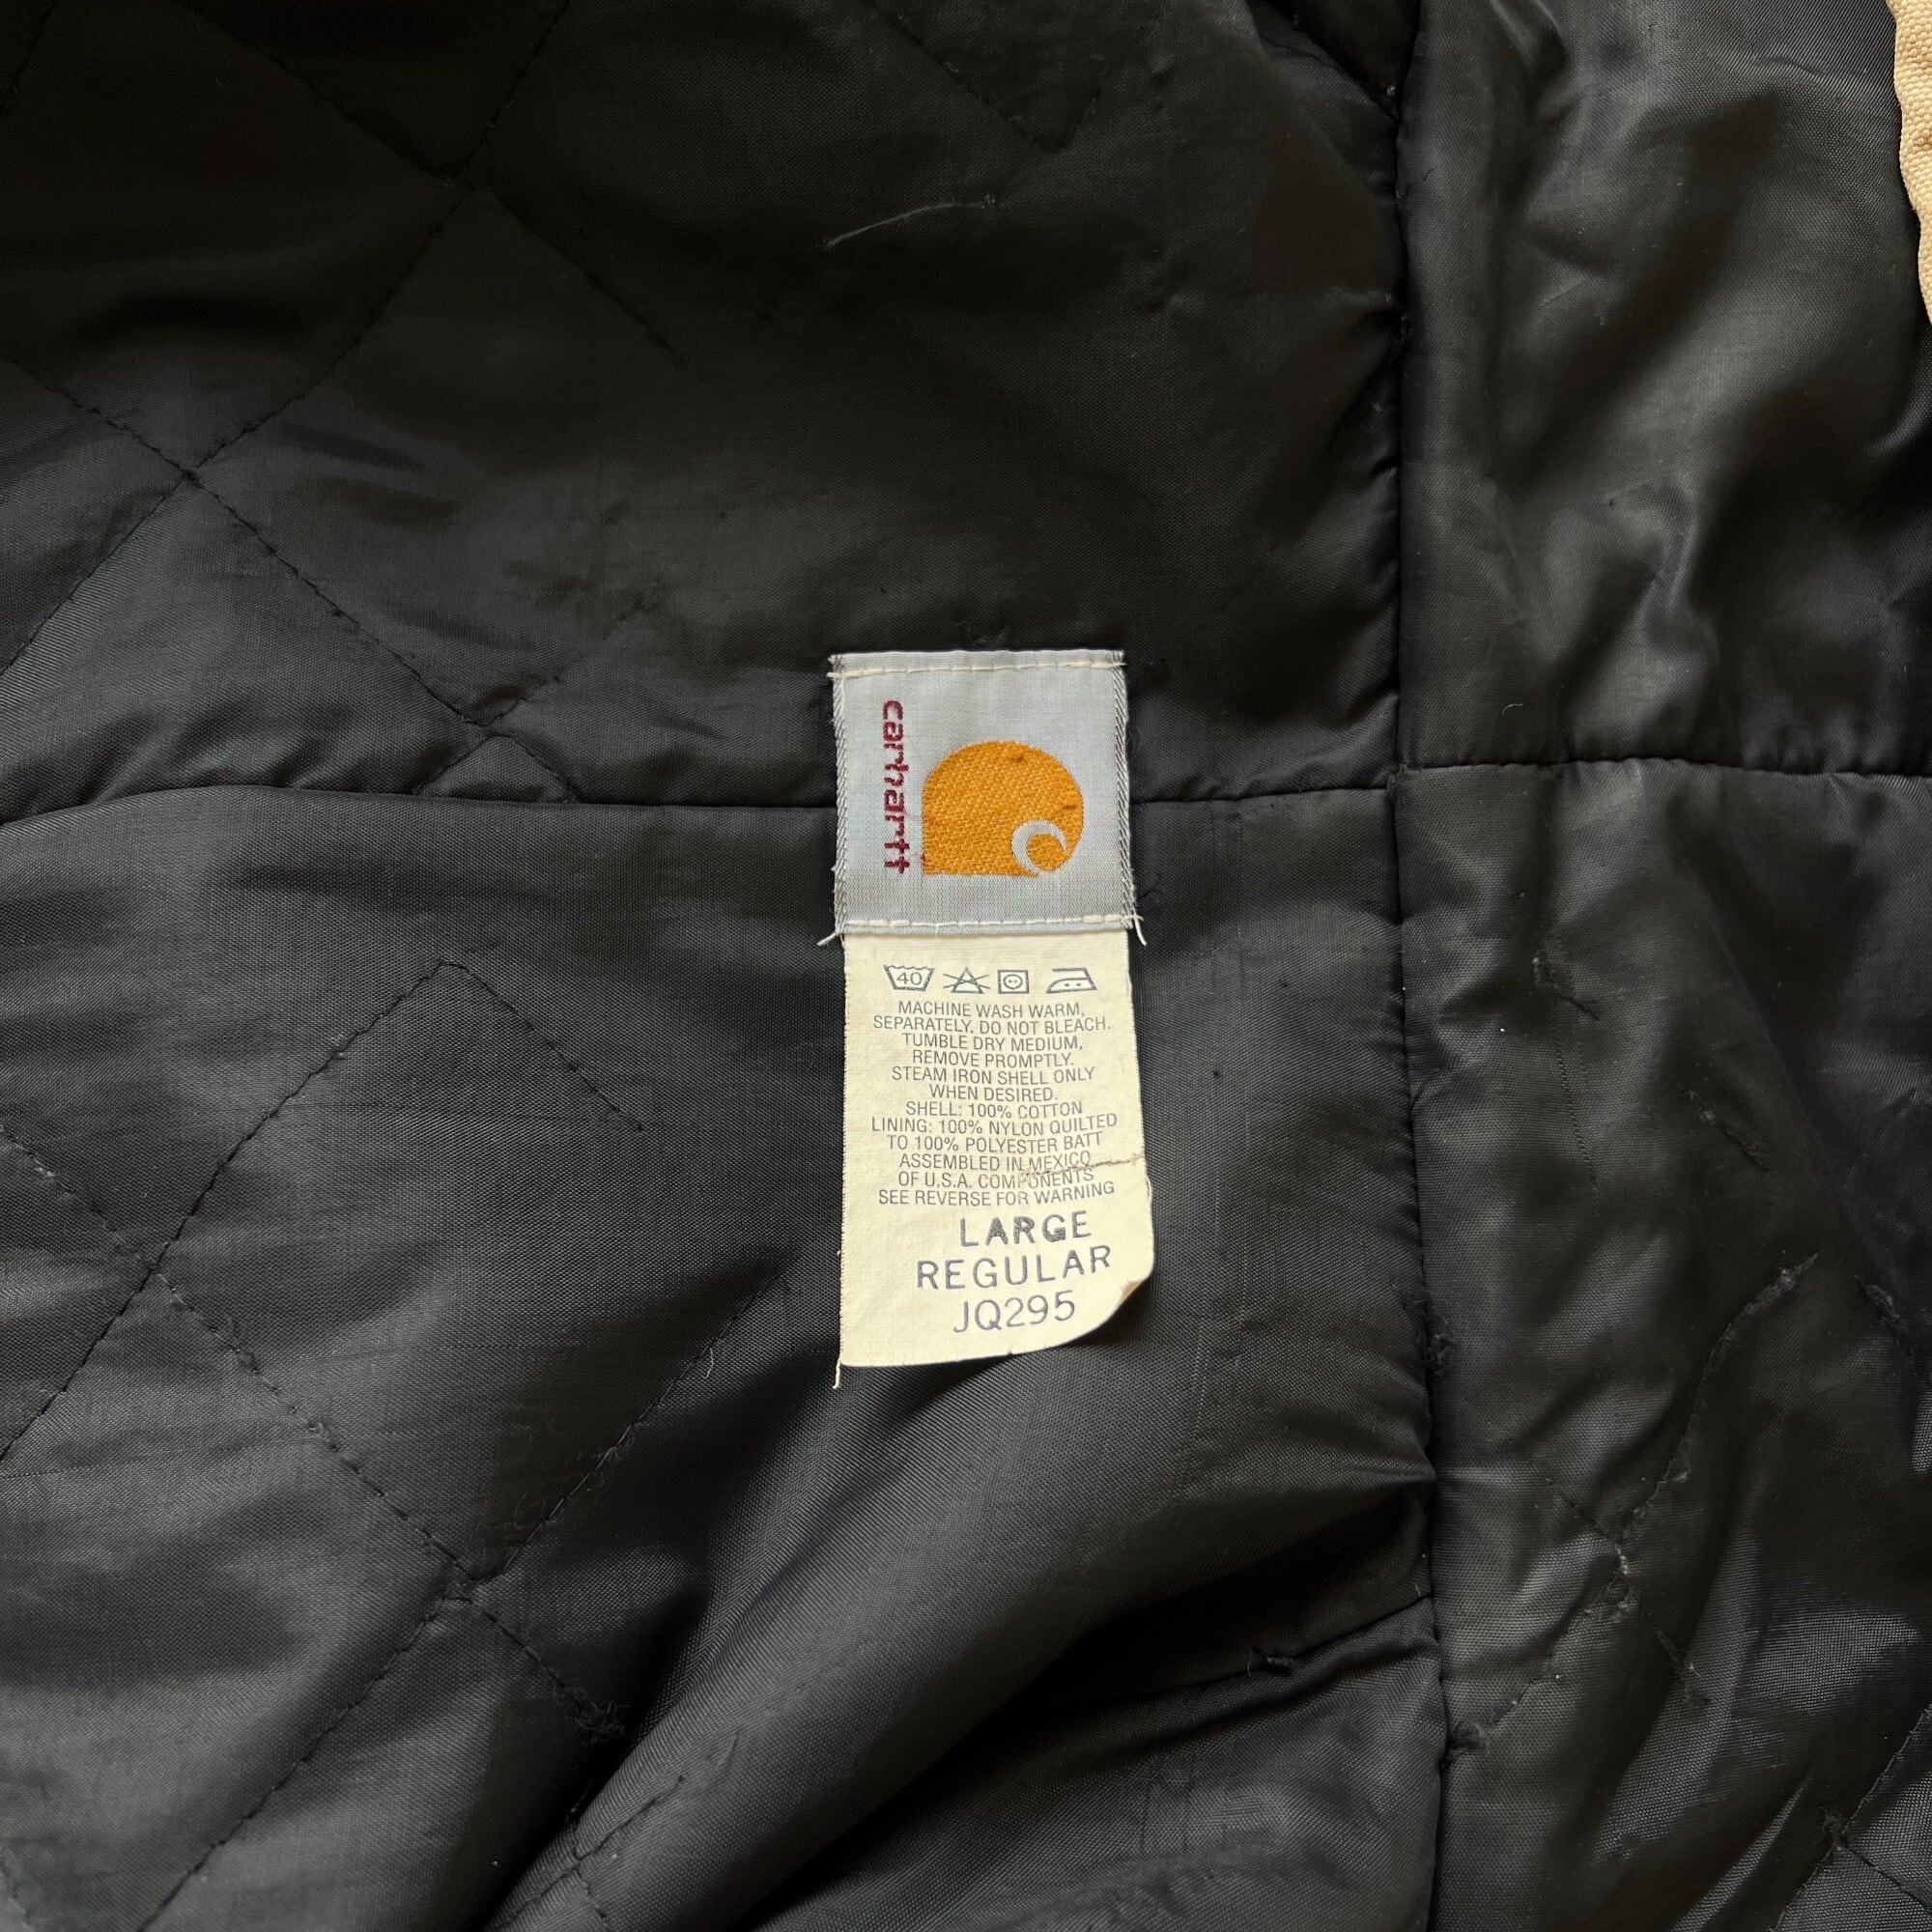 carhartt
40
MACHINE WASH WARM,
SEPARATELY. DO NOT BLEACH.
TUMBLE DRY MEDIUM,
REMOVE PROMPTLY.
STEAM IRON SHELL ONLY
WHEN DESIRED.
SHELL: 100% COTTON
LINING: 100% NYLON QUILTED
TO 100% POLYESTER BATT
ASSEMBLED IN MEXICO
OF U.S.A. COMPONENTS
SEE REVERSE FOR WARNING
LARGE
REGULAR
JQ295